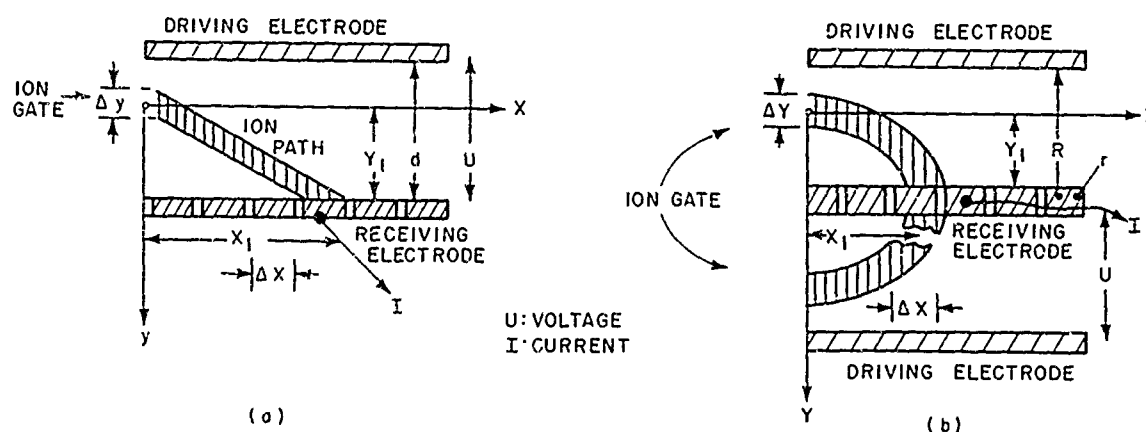 DRIVING ELECTRODE
ION
GATE
Δy
X
ION
PATH
Y₁
d
U
RECEIVING
ELECTRODE
X₁
ΔX
I
y
(a)
U:VOLTAGE
I·CURRENT
DRIVING ELECTRODE
ΔY
Y₁
R
r
ION GATE
X₁
RECEIVING
ELECTRODE
I
U
ΔX
DRIVING ELECTRODE
Y
(b)